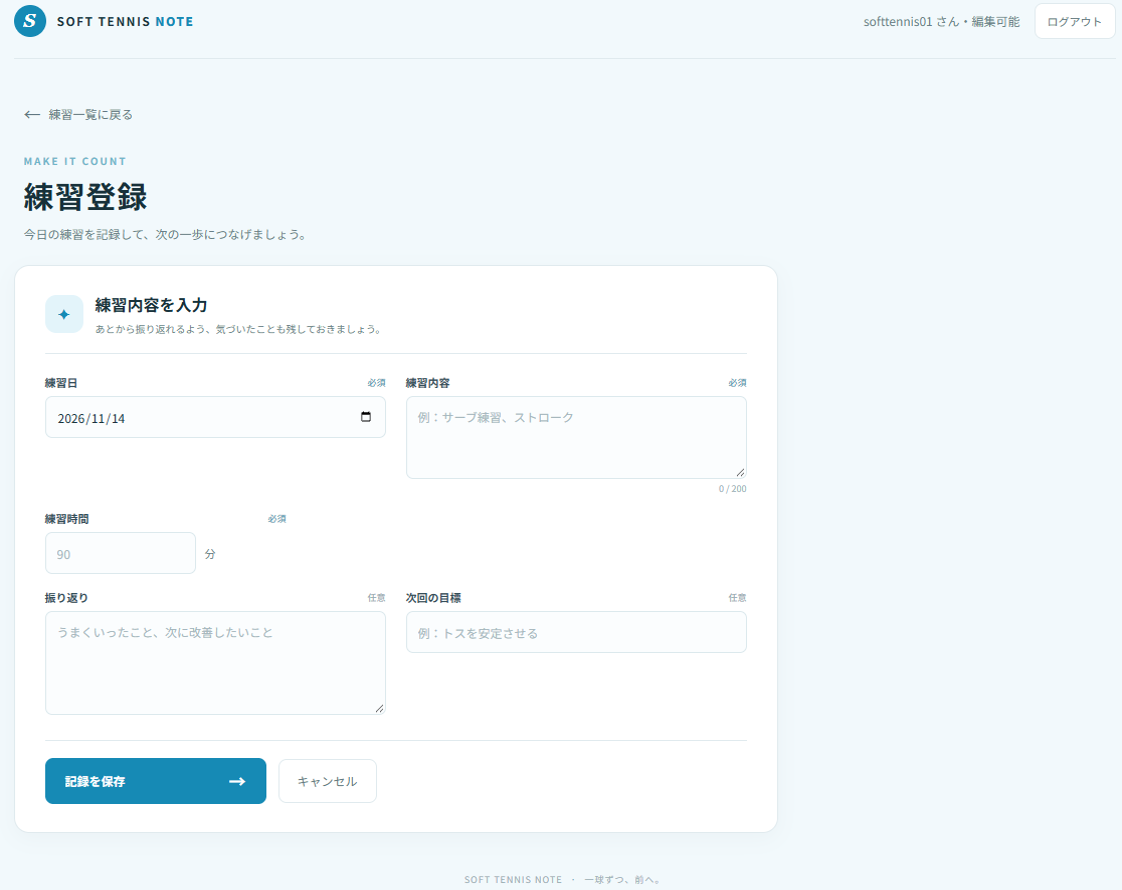 S SOFT TENNIS NOTE
softtennis01 さん・編集可能
ログアウト
← 練習一覧に戻る
MAKE IT COUNT
練習登録
今日の練習を記録して、次の一歩につなげましょう。
練習内容を入力
あとから振り返れるよう、気づいたことも残しておきましょう。
練習日 必須
2026/11/14
練習内容 必須
例：サーブ練習、ストローク
0 / 200
練習時間 必須
90 分
振り返り 任意
うまくいったこと、次に改善したいこと
次回の目標 任意
例：トスを安定させる
記録を保存 →
キャンセル
SOFT TENNIS NOTE · 一球ずつ、前へ。